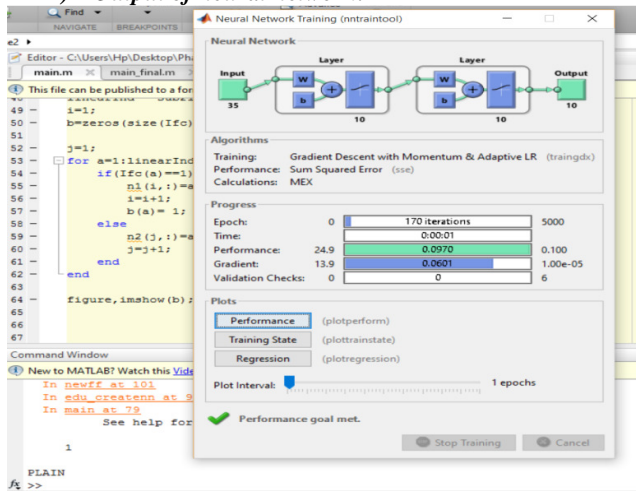 Find
NAVIGATE BREAKPOINTS
e2
Editor - C:\Users\Hp\Desktop\Pha
main.m main_final.m
This file can be published to a for
49 - i=1;
50 - b=zeros(size(Ifc)
51
52 - j=1;
53 - for a=1:linearInd
54 - if(Ifc(a)==1)
55 - n1(i,:)=a
56 - i=i+1;
57 - b(a)= 1;
58 - else
59 - n2(j,:)=a
60 - j=j+1;
61 - end
62 - end
63
64 - figure,imshow(b);
65
66
67
Command Window
New to MATLAB? Watch this Vide
In newff at 101
In edu_createnn at 9
In main at 79
See help for
1
PLAIN
fx >>
Neural Network Training (nntraintool)
Neural Network
Input Layer Layer Output
W W
b b
35 10 10 10
Algorithms
Training: Gradient Descent with Momentum & Adaptive LR (traingdx)
Performance: Sum Squared Error (sse)
Calculations: MEX
Progress
Epoch: 0 170 iterations 5000
Time: 0:00:01
Performance: 24.9 0.0970 0.100
Gradient: 13.9 0.0601 1.00e-05
Validation Checks: 0 0 6
Plots
Performance (plotperform)
Training State (plottrainstate)
Regression (plotregression)
Plot Interval: 1 epochs
Performance goal met.
Stop Training Cancel